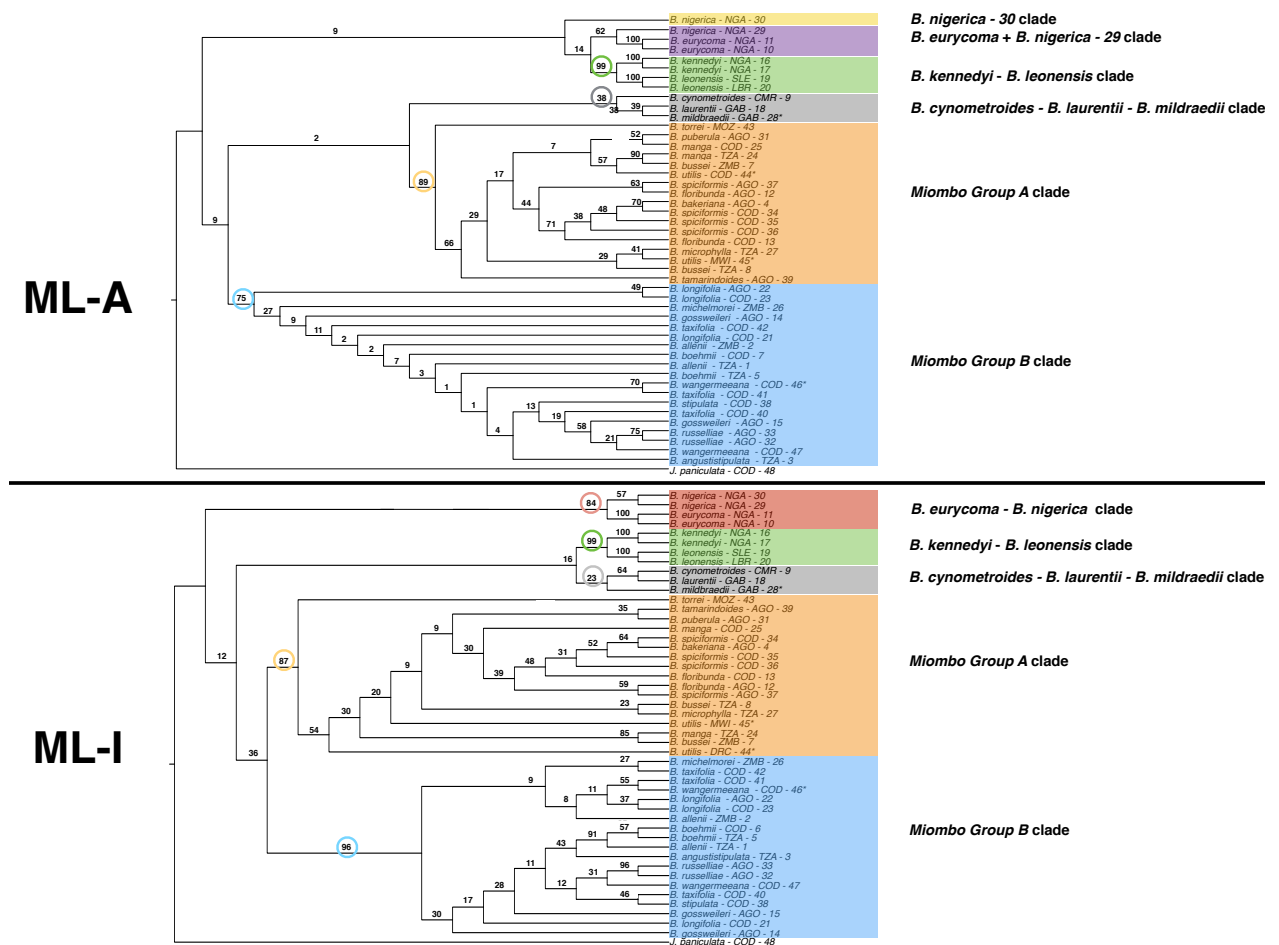 B. nigerica - NGA - 30
B. nigerica - 30 clade
9
14
62
B. nigerica - NGA - 29
B. eurycoma + B. nigerica - 29 clade
100
B. eurycoma - NGA - 11
B. eurycoma - NGA - 10
99
100
B. kennedyi - NGA - 16
B. kennedyi - NGA - 17
B. kennedyi - B. leonensis clade
100
B. leonensis - SLE - 19
B. leonensis - LBR - 20
38
B. cynometroides - CMR - 9
38
39
B. laurentii - GAB - 18
B. cynometroides - B. laurentii - B. mildraedii clade
B. mildbraedii - GAB - 28*
2
89
B. torrei - MOZ - 43
52
B. puberula - AGO - 31
7
B. manga - COD - 25
57
90
B. manga - TZA - 24
B. bussei - ZMB - 7
17
B. utilis - COD - 44*
63
B. spiciformis - AGO - 37
Miombo Group A clade
B. floribunda - AGO - 12
44
70
B. bakeriana - AGO - 4
48
B. spiciformis - COD - 34
38
B. spiciformis - COD - 35
71
B. spiciformis - COD - 36
29
B. floribunda - COD - 13
66
41
B. microphylla - TZA - 27
29
B. utilis - MWI - 45*
B. bussei - TZA - 8
B. tamarindoides - AGO - 39
9
ML-A
75
49
B. longifolia - AGO - 22
B. longifolia - COD - 23
27
B. michelmorei - ZMB - 26
9
B. gossweileri - AGO - 14
11
B. taxifolia - COD - 42
2
B. longifolia - COD - 21
2
B. allenii - ZMB - 2
7
B. boehmii - COD - 7
Miombo Group B clade
3
B. allenii - TZA - 1
1
B. boehmii - TZA - 5
70
B. wangermeeana - COD - 46*
B. taxifolia - COD - 41
1
13
B. stipulata - COD - 38
19
B. taxifolia - COD - 40
58
B. gossweileri - AGO - 15
4
21
75
B. russelliae - AGO - 33
B. russelliae - AGO - 32
B. wangermeeana - COD - 47
B. angustistipulata - TZA - 3
J. paniculata - COD - 48
84
57
B. nigerica - NGA - 30
B. nigerica - NGA - 29
B. eurycoma - B. nigerica clade
100
B. eurycoma - NGA - 11
B. eurycoma - NGA - 10
99
100
B. kennedyi - NGA - 16
B. kennedyi - NGA - 17
B. kennedyi - B. leonensis clade
16
100
B. leonensis - SLE - 19
B. leonensis - LBR - 20
23
64
B. cynometroides - CMR - 9
B. laurentii - GAB - 18
B. cynometroides - B. laurentii - B. mildraedii clade
B. mildbraedii - GAB - 28*
B. torrei - MOZ - 43
35
B. tamarindoides - AGO - 39
B. puberula - AGO - 31
9
B. manga - COD - 25
30
64
B. spiciformis - COD - 34
52
B. bakeriana - AGO - 4
31
B. spiciformis - COD - 35
12
87
9
48
B. spiciformis - COD - 36
Miombo Group A clade
39
B. floribunda - COD - 13
59
B. floribunda - AGO - 12
B. spiciformis - AGO - 37
20
23
B. bussei - TZA - 8
B. microphylla - TZA - 27
30
B. utilis - MWI - 45*
54
85
B. manga - TZA - 24
B. bussei - ZMB - 7
ML-I
36
B. utilis - DRC - 44*
27
B. michelmorei - ZMB - 26
B. taxifolia - COD - 42
9
55
B. taxifolia - COD - 41
11
B. wangermeeana - COD - 46*
8
37
B. longifolia - AGO - 22
B. longifolia - COD - 23
B. allenii - ZMB - 2
57
B. boehmii - COD - 6
Miombo Group B clade
91
B. boehmii - TZA - 5
96
43
B. allenii - TZA - 1
B. angustistipulata - TZA - 3
11
96
B. russelliae - AGO - 33
31
B. russelliae - AGO - 32
28
12
B. wangermeeana - COD - 47
46
B. taxifolia - COD - 40
17
B. stipulata - COD - 38
30
B. gossweileri - AGO - 15
B. longifolia - COD - 21
B. gossweileri - AGO - 14
J. paniculata - COD - 48